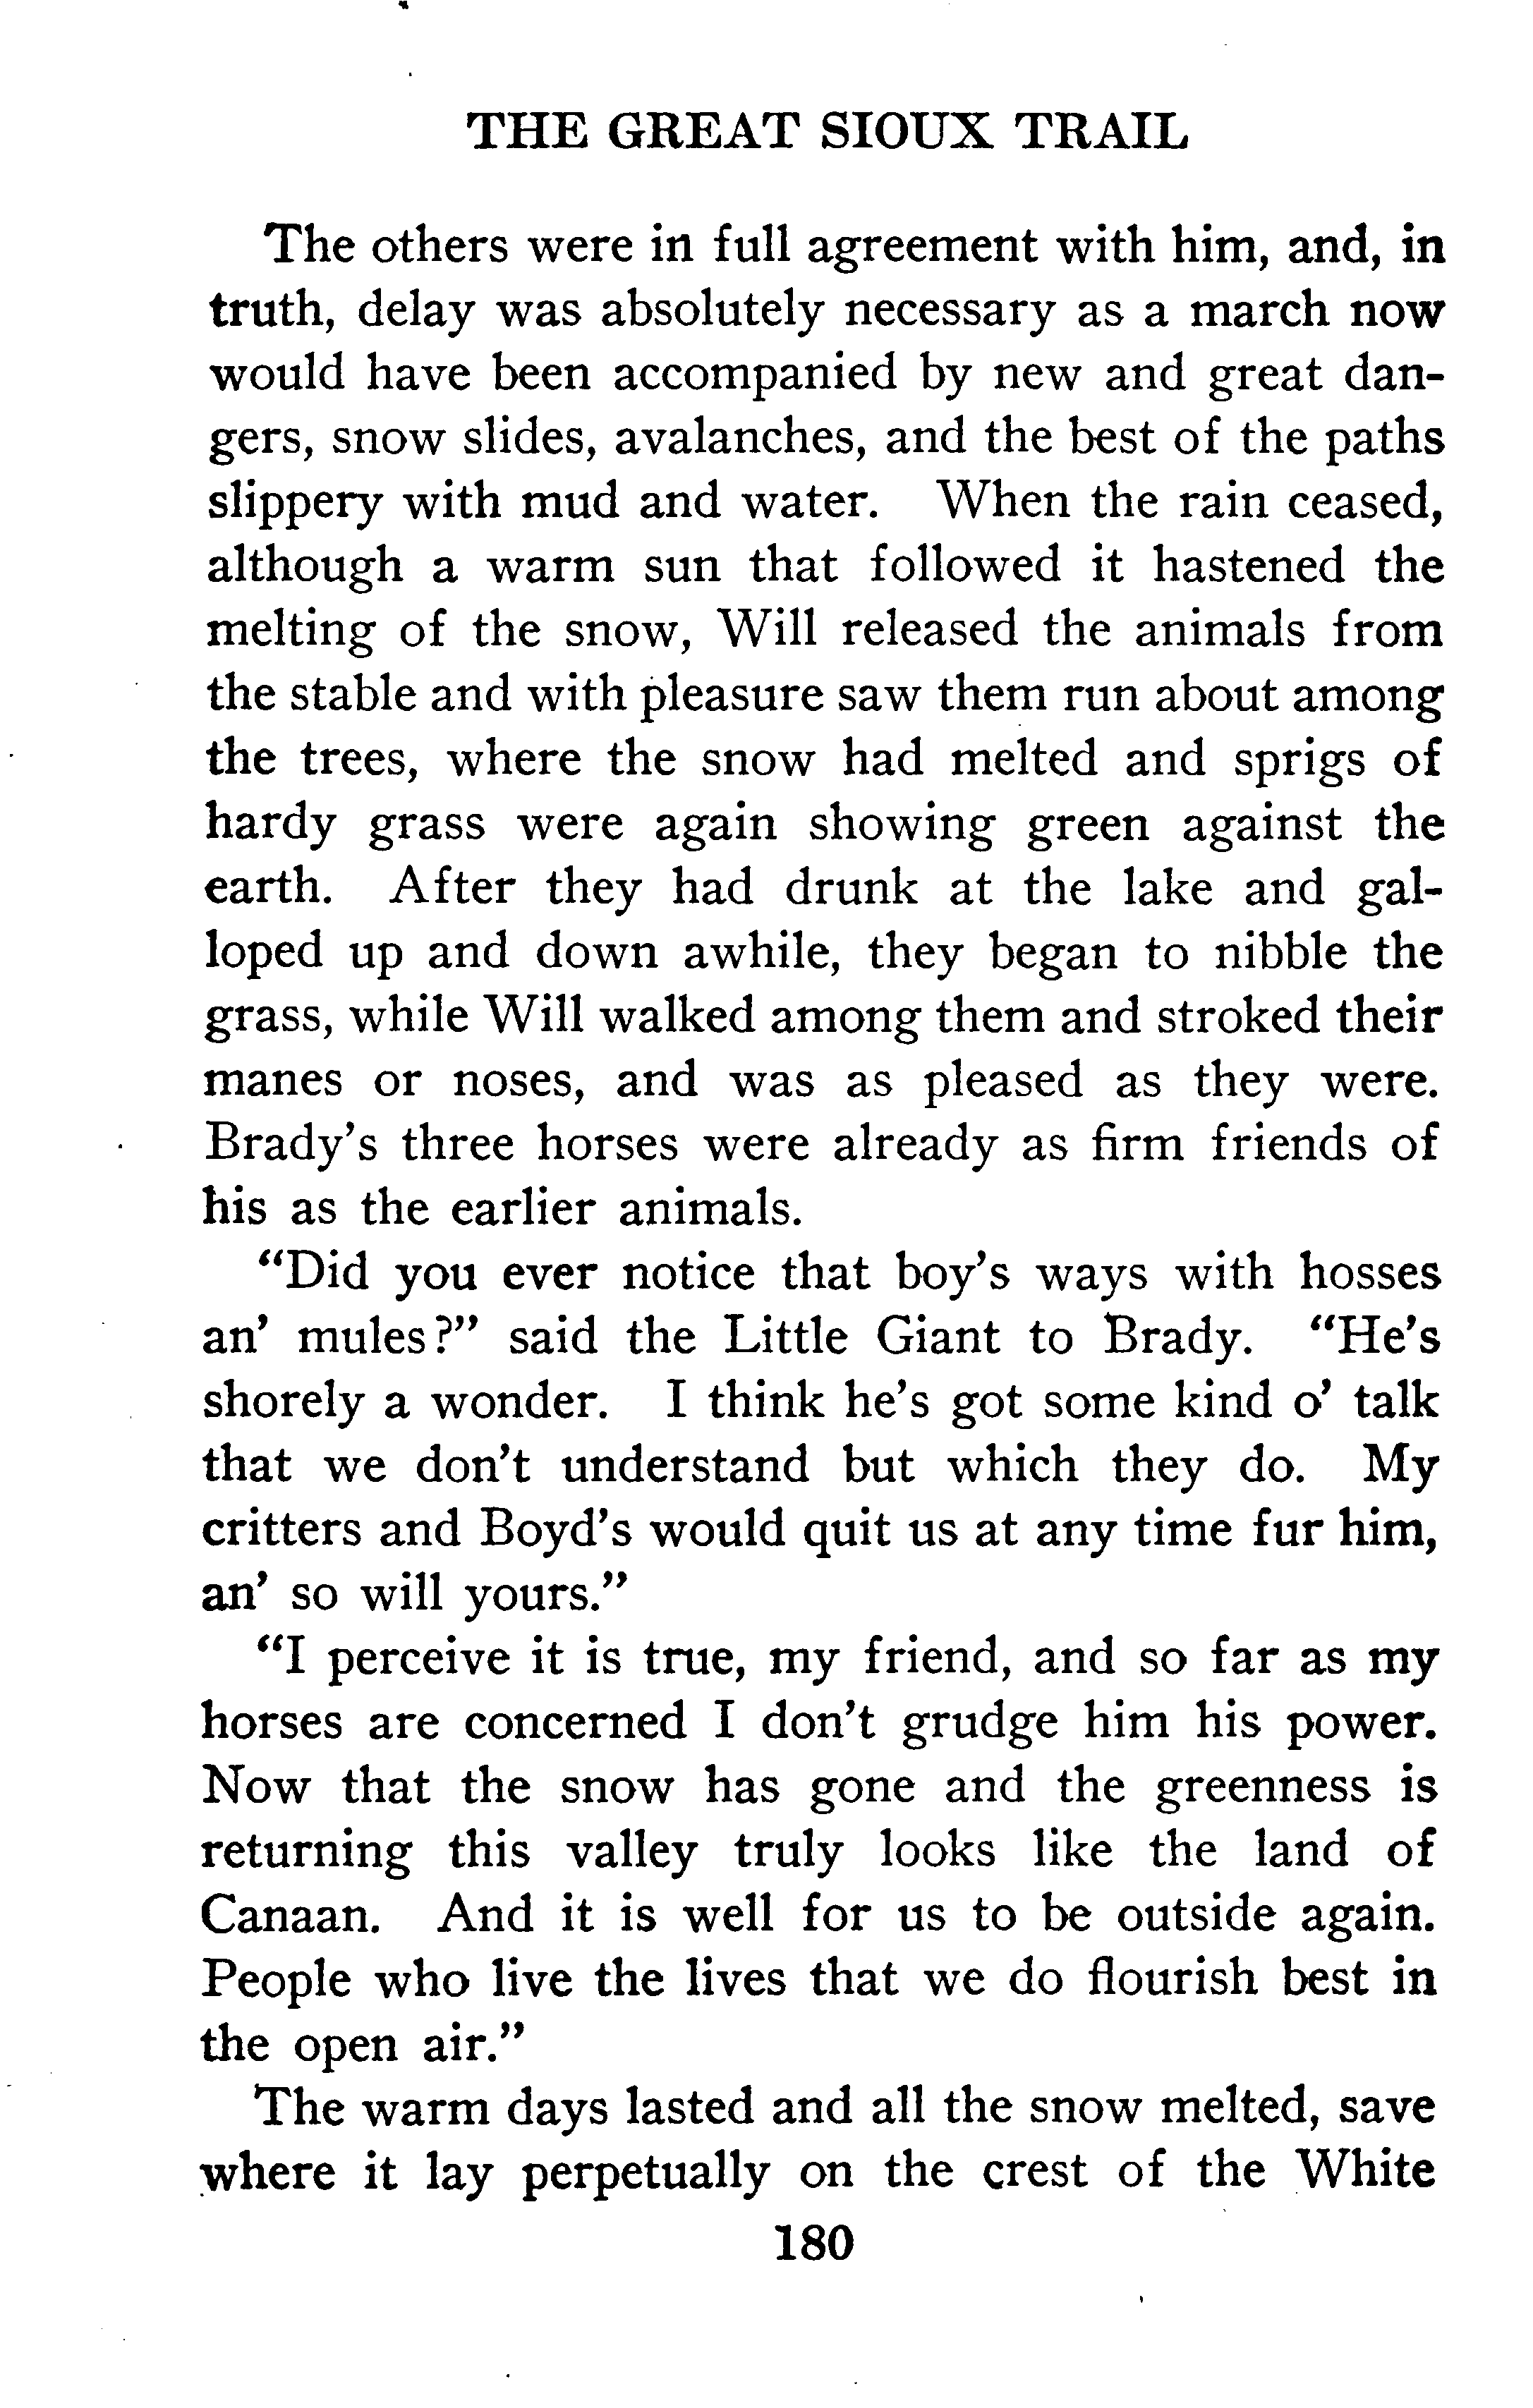 THE GREAT SIOUX TRAIL
The others were in full agreement with him, and, in
truth, delay was absolutely necessary as a march now
would have been accompanied by new and great dan-
gers, snow slides, avalanches, and the best of the paths
slippery with mud and water. When the rain ceased,
although a warm sun that followed it hastened the
melting of the snow, Will released the animals from
the stable and with pleasure saw them run about among
the trees, where the snow had melted and sprigs of
hardy grass were again showing green against the
earth. After they had drunk at the lake and gal-
loped up and down awhile, they began to nibble the
grass, while Will walked among them and stroked their
manes or noses, and was as pleased as they were.
Brady's three horses were already as firm friends of
his as the earlier animals.
"Did you ever notice that boy's ways with hosses
an' mules?" said the Little Giant to Brady. "He's
shorely a wonder. I think he's got some kind o' talk
that we don't understand but which they do. My
critters and Boyd's would quit us at any time fur him,
an' so will yours."
"I perceive it is true, my friend, and so far as my
horses are concerned I don't grudge him his power.
Now that the snow has gone and the greenness is
returning this valley truly looks like the land of
Canaan. And it is well for us to be outside again.
People who live the lives that we do flourish best in
the open air."
The warm days lasted and all the snow melted, save
where it lay perpetually on the crest of the White
180